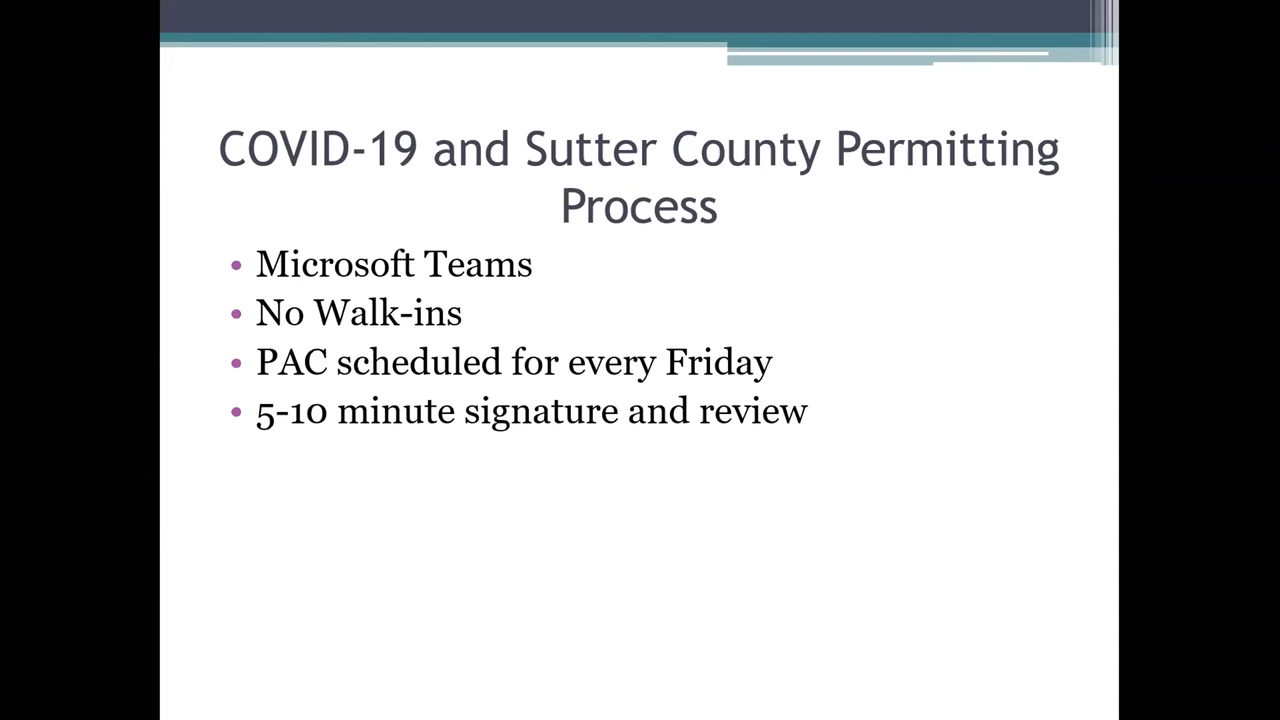 COVID-19 and Sutter County Permitting
Process
• Microsoft Teams
• No Walk-ins
• PAC scheduled for every Friday
• 5-10 minute signature and review